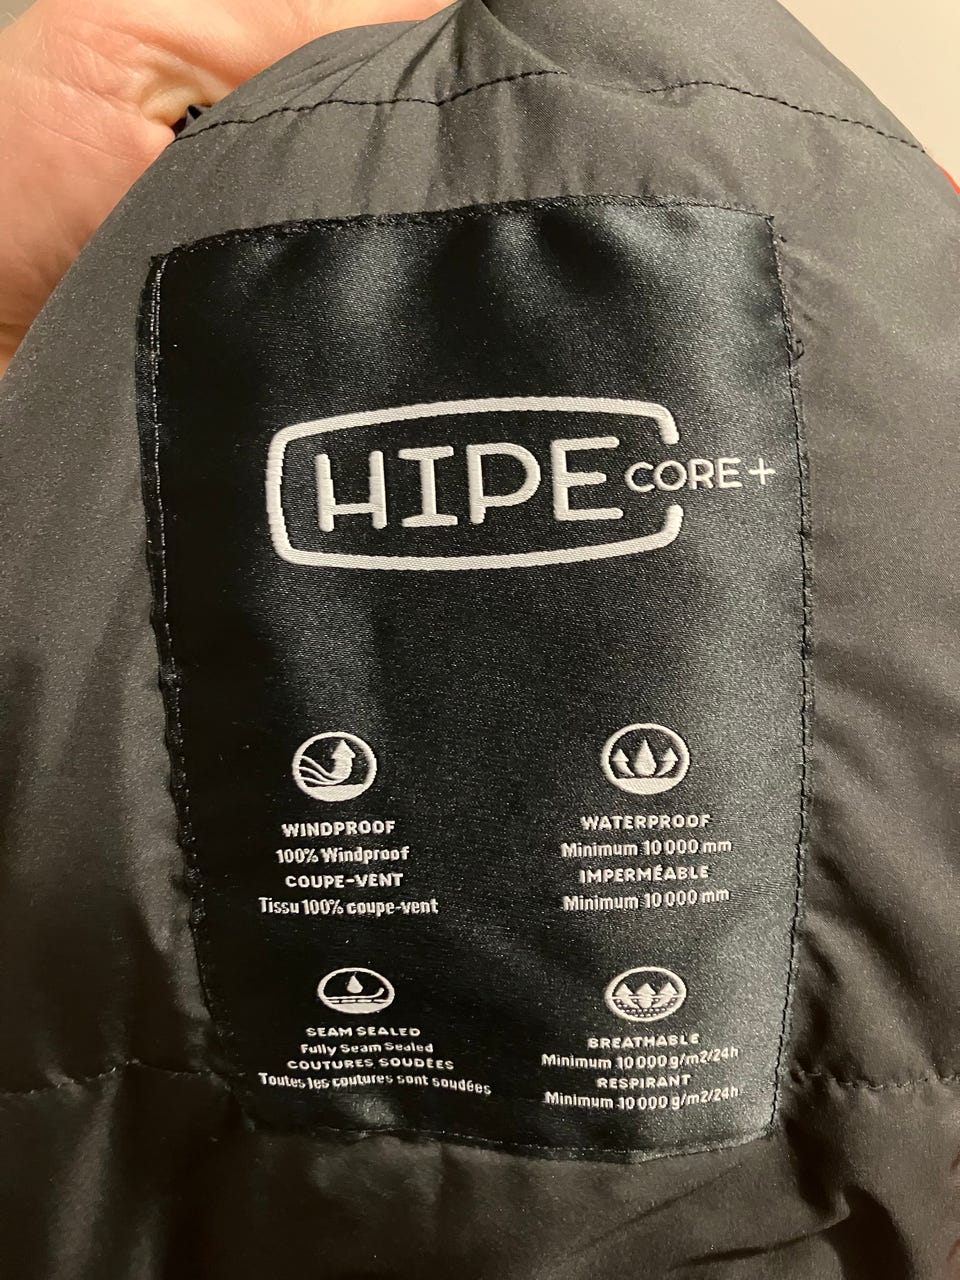 HIPE CORE+
WINDPROOF
100% Windproof
COUPE-VENT
Tissu 100% coupe-vent
WATERPROOF
Minimum 10 000 mm
IMPERMÉABLE
Minimum 10 000 mm
SEAM SEALED
Fully Seam Sealed
COUTURES SOUDÉES
Toutes les coutures sont soudées
BREATHABLE
Minimum 10 000 g/m2/24h
RESPIRANT
Minimum 10 000 g/m2/24h